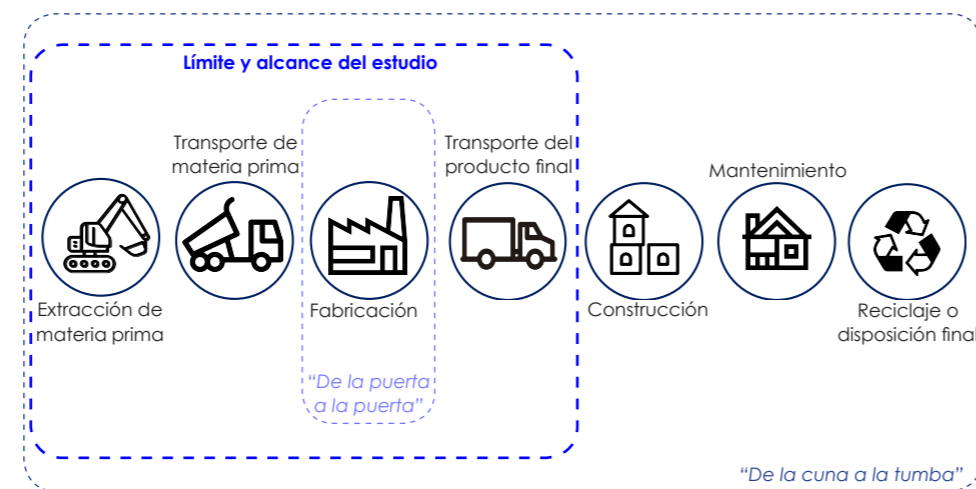 Límite y alcance del estudio
Transporte de
materia prima
Transporte del
producto final
Mantenimiento
Extracción de
materia prima
Fabricación
Construcción
Reciclaje o
disposición final
“De la puerta
a la puerta”
“De la cuna a la tumba”